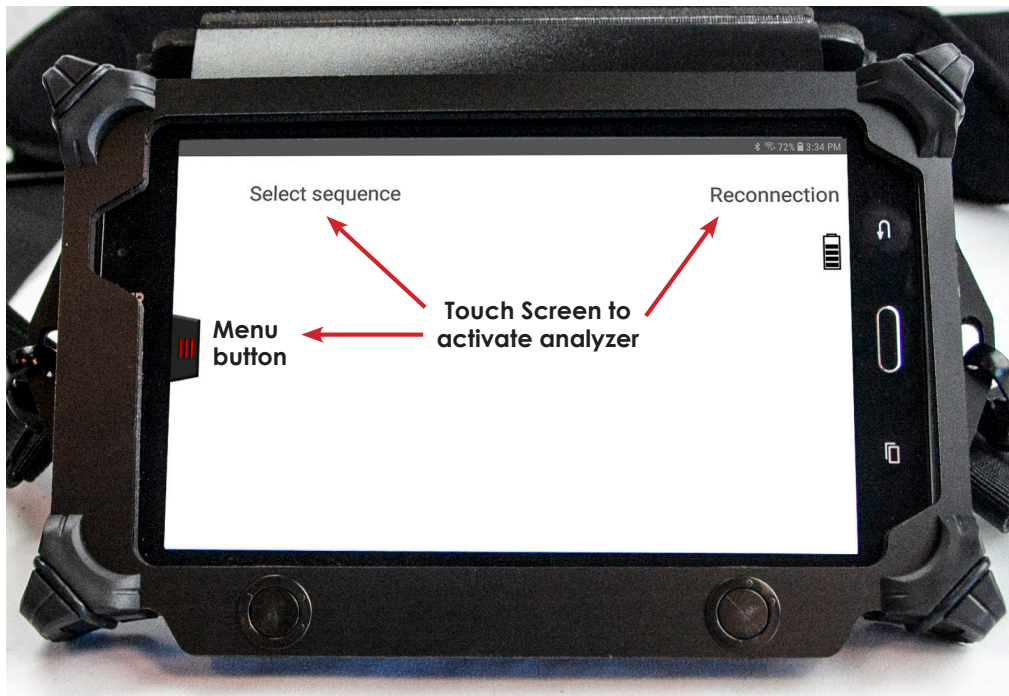 72% 3:34 PM
Select sequence
Reconnection
Touch Screen to
activate analyzer
Menu
button